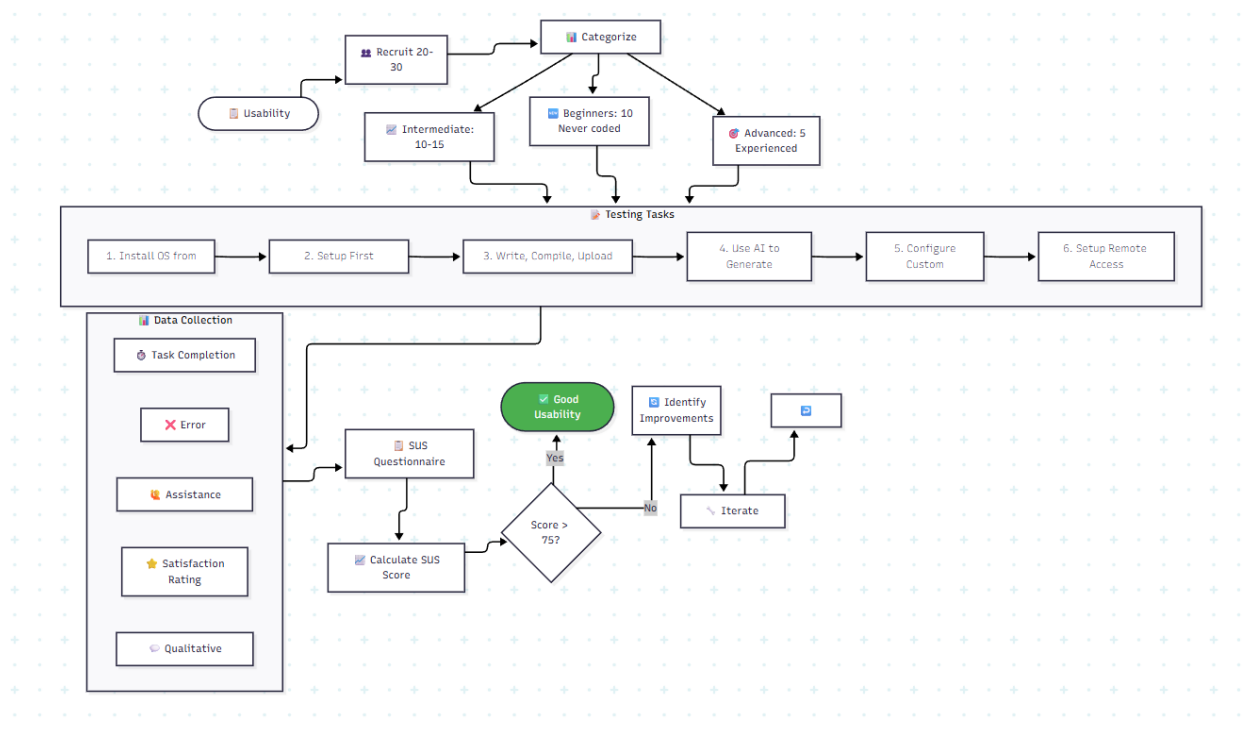 Recruit 20-
30
Categorize
Usability
Intermediate:
10-15
Beginners: 10
Never coded
Advanced: 5
Experienced
Testing Tasks
1. Install OS from
2. Setup First
3. Write, Compile, Upload
4. Use AI to
Generate
5. Configure
Custom
6. Setup Remote
Access
Data Collection
Task Completion
Error
Assistance
Satisfaction
Rating
Qualitative
SUS
Questionnaire
Calculate SUS
Score
Score >
75?
Yes
No
Good
Usability
Identify
Improvements
Iterate